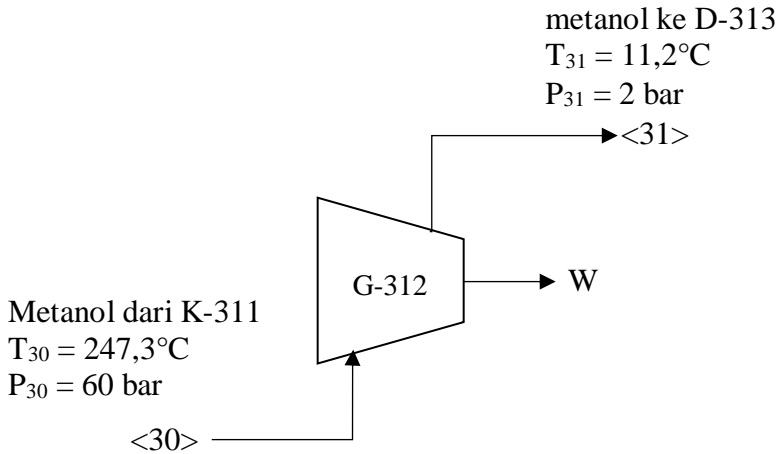 metanol ke D-313
T₃₁ = 11,2°C
P₃₁ = 2 bar
<31>
G-312
W
Metanol dari K-311
T₃₀ = 247,3°C
P₃₀ = 60 bar
<30>